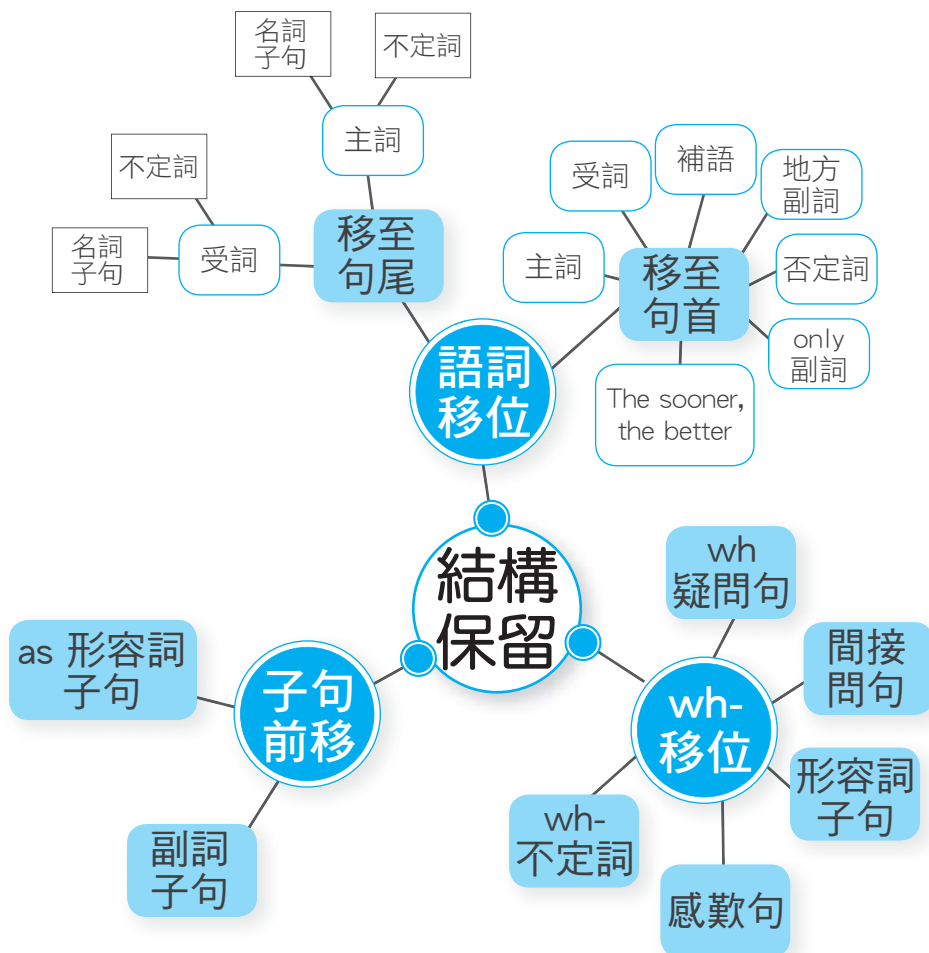 名詞
子句
不定詞
主詞
不定詞
名詞
子句
受詞
移至
句尾
受詞
補語
地方
副詞
主詞
移至
句首
否定詞
only
副詞
The sooner,
the better
語詞
移位
結構
保留
wh
疑問句
間接
問句
as 形容詞
子句
子句
前移
wh-
移位
形容詞
子句
wh-
不定詞
副詞
子句
感歎句